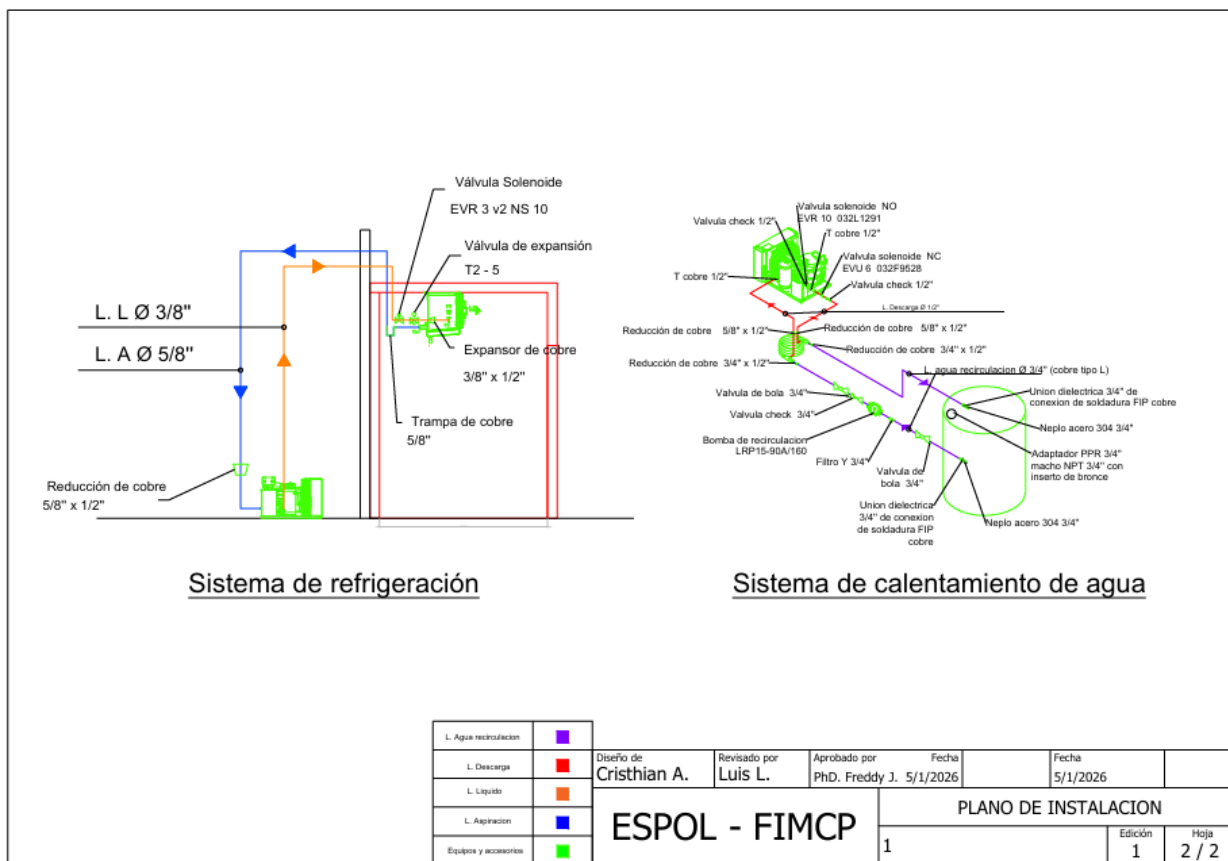 Válvula Solenoide
EVR 3 v2 NS 10
Válvula de expansión
T2 - 5
L. L Ø 3/8"
L. A Ø 5/8"
Expansor de cobre
3/8" x 1/2"
Trampa de cobre
5/8"
Reducción de cobre
5/8" x 1/2"
Sistema de refrigeración
Valvula solenoide NO
EVR 10 032L1291
Valvula check 1/2"
T cobre 1/2"
Valvula solenoide NC
EVU 6 032F9528
T cobre 1/2"
Valvula check 1/2"
L. Descarga Ø 1/2"
Reducción de cobre 5/8" x 1/2"
Reducción de cobre 5/8" x 1/2"
Reducción de cobre 3/4" x 1/2"
Reducción de cobre 3/4" x 1/2"
L. agua recirculacion Ø 3/4" (cobre tipo L)
Valvula de bola 3/4"
Union dielectrica 3/4" de
conexion de soldadura FIP cobre
Valvula check 3/4"
Neplo acero 304 3/4"
Bomba de recirculacion
LRP15-90A/160
Filtro Y 3/4"
Adaptador PPR 3/4"
macho NPT 3/4" con
inserto de bronce
Valvula de
bola 3/4"
Union dielectrica
3/4" de conexion
de soldadura FIP
cobre
Neplo acero 304 3/4"
Sistema de calentamiento de agua
L. Agua recirculacion
L. Descarga
L. Liquido
L. Aspiracion
Equipos y accesorios
Diseño de
Cristhian A.
Revisado por
Luis L.
Aprobado por
PhD. Freddy J.
Fecha
5/1/2026
Fecha
5/1/2026
ESPOL - FIMCP
PLANO DE INSTALACION
1
Edición
1
Hoja
2 / 2